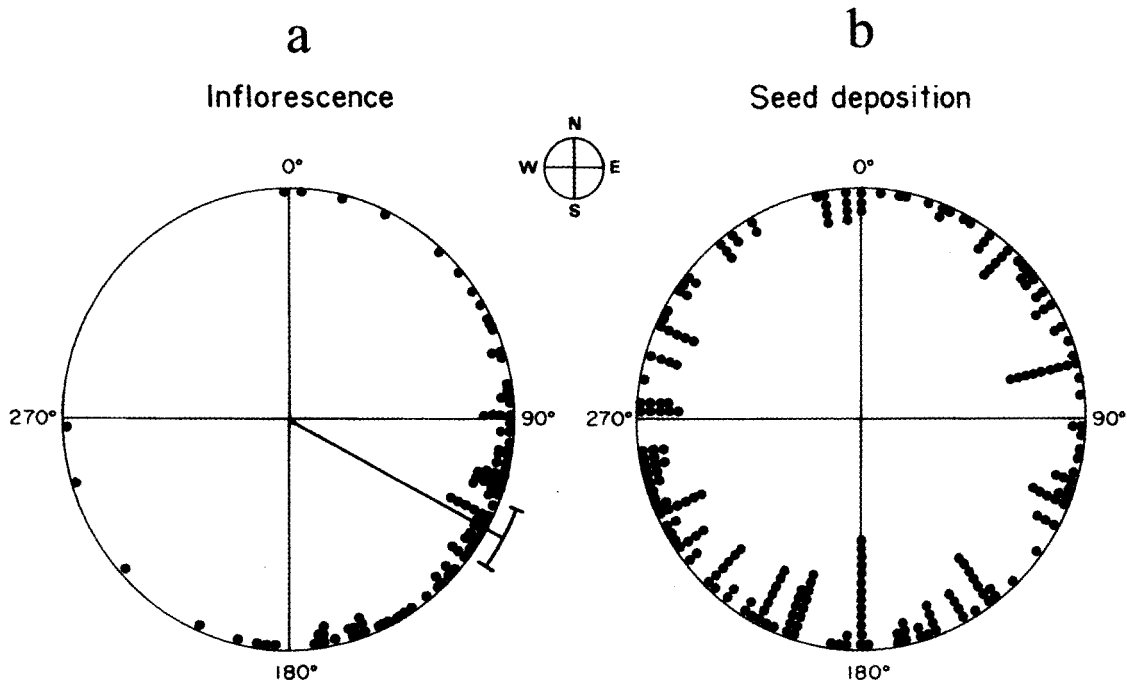 a
b
Inflorescence
Seed deposition
N
W
E
S
0°
0°
270°
90°
270°
90°
180°
180°